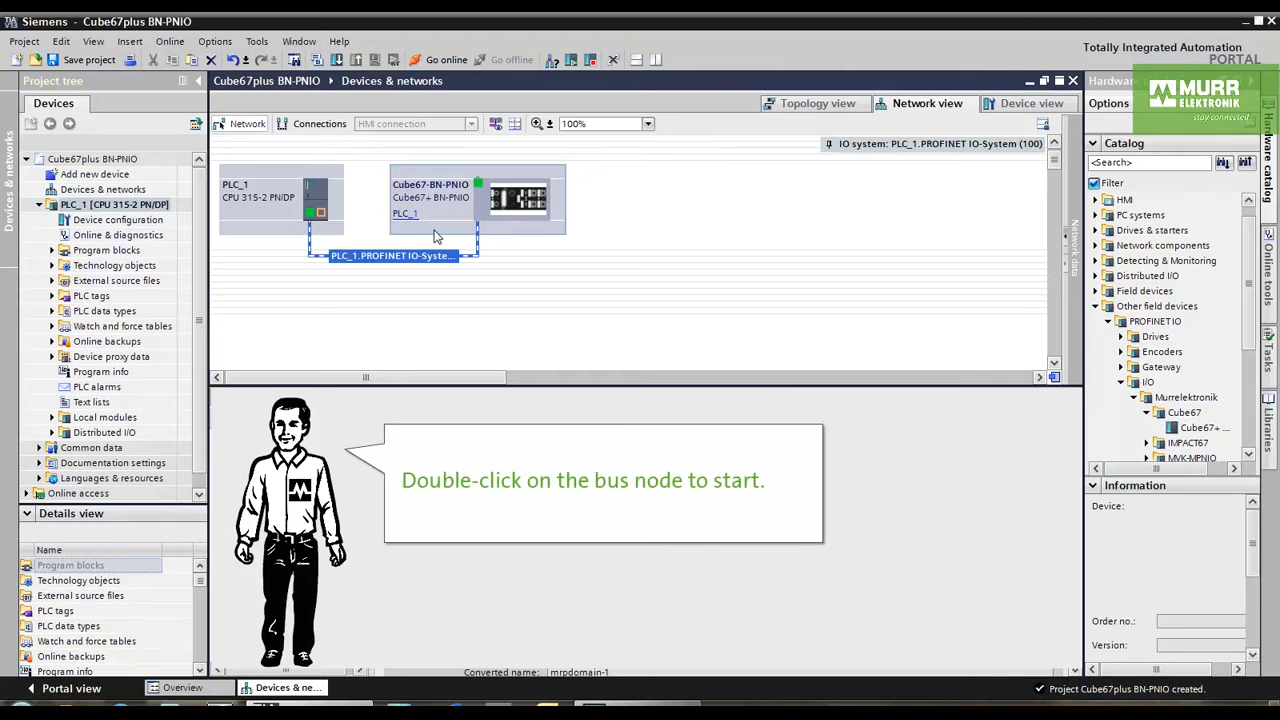 Siemens - Cube67plus BN-PNIO
Project Edit View Insert Online Options Tools Window Help
Totally Integrated Automation
PORTAL
Save project Go online Go offline
Project tree
Cube67plus BN-PNIO Devices & networks
Hardware
MURR
ELEKTRONIK
stay connected
Devices
Topology view Network view Device view
Options
Network Connections HMI connection 100%
IO system: PLC_1.PROFINET IO-System (100)
Devices & networks
Cube67plus BN-PNIO
Add new device
Devices & networks
PLC_1 [CPU 315-2 PN/DP]
Device configuration
Online & diagnostics
Program blocks
Technology objects
External source files
PLC tags
PLC data types
Watch and force tables
Online backups
Device proxy data
Program info
PLC alarms
Text lists
Local modules
Distributed I/O
Common data
Documentation settings
Languages & resources
Online access
Details view
Name
Program blocks
Technology objects
External source files
PLC tags
PLC data types
Watch and force tables
Online backups
Program info
PLC_1
CPU 315-2 PN/DP
Cube67-BN-PNIO
Cube67+ BN-PNIO
PLC_1
PLC_1.PROFINET IO-Syste...
Network data
Double-click on the bus node to start.
Converted name: mrpdomain-1
Catalog
<Search>
Filter
HMI
PC systems
Drives & starters
Network components
Detecting & Monitoring
Distributed I/O
Field devices
Other field devices
PROFINET IO
Drives
Encoders
Gateway
I/O
Murrelektronik
Cube67
Cube67+ ...
IMPACT67
MVK-MPNIO
Information
Device:
Order no.:
Version:
Hardware catalog
Online tools
Tasks
Libraries
Portal view Overview Devices & ne...
Project Cube67plus BN-PNIO created.